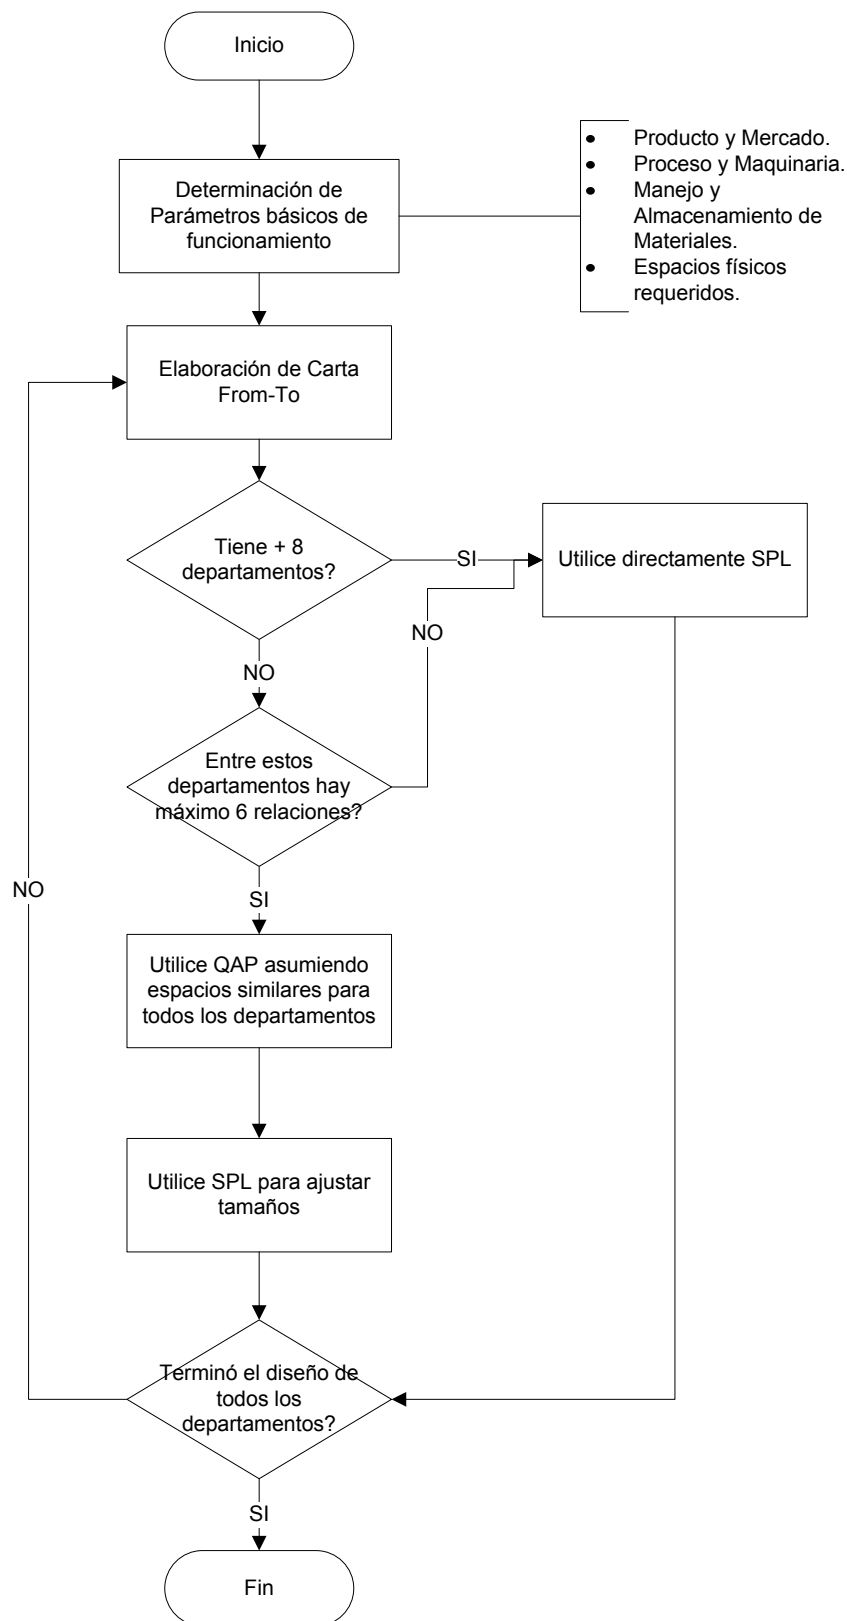 Inicio
Determinación de
Parámetros básicos de
funcionamiento
• Producto y Mercado.
• Proceso y Maquinaria.
• Manejo y
Almacenamiento de
Materiales.
• Espacios físicos
requeridos.
Elaboración de Carta
From-To
Tiene + 8
departamentos?
SI
Utilice directamente SPL
NO
NO
Entre estos
departamentos hay
máximo 6 relaciones?
NO
SI
Utilice QAP asumiendo
espacios similares para
todos los departamentos
Utilice SPL para ajustar
tamaños
Terminó el diseño de
todos los
departamentos?
SI
Fin